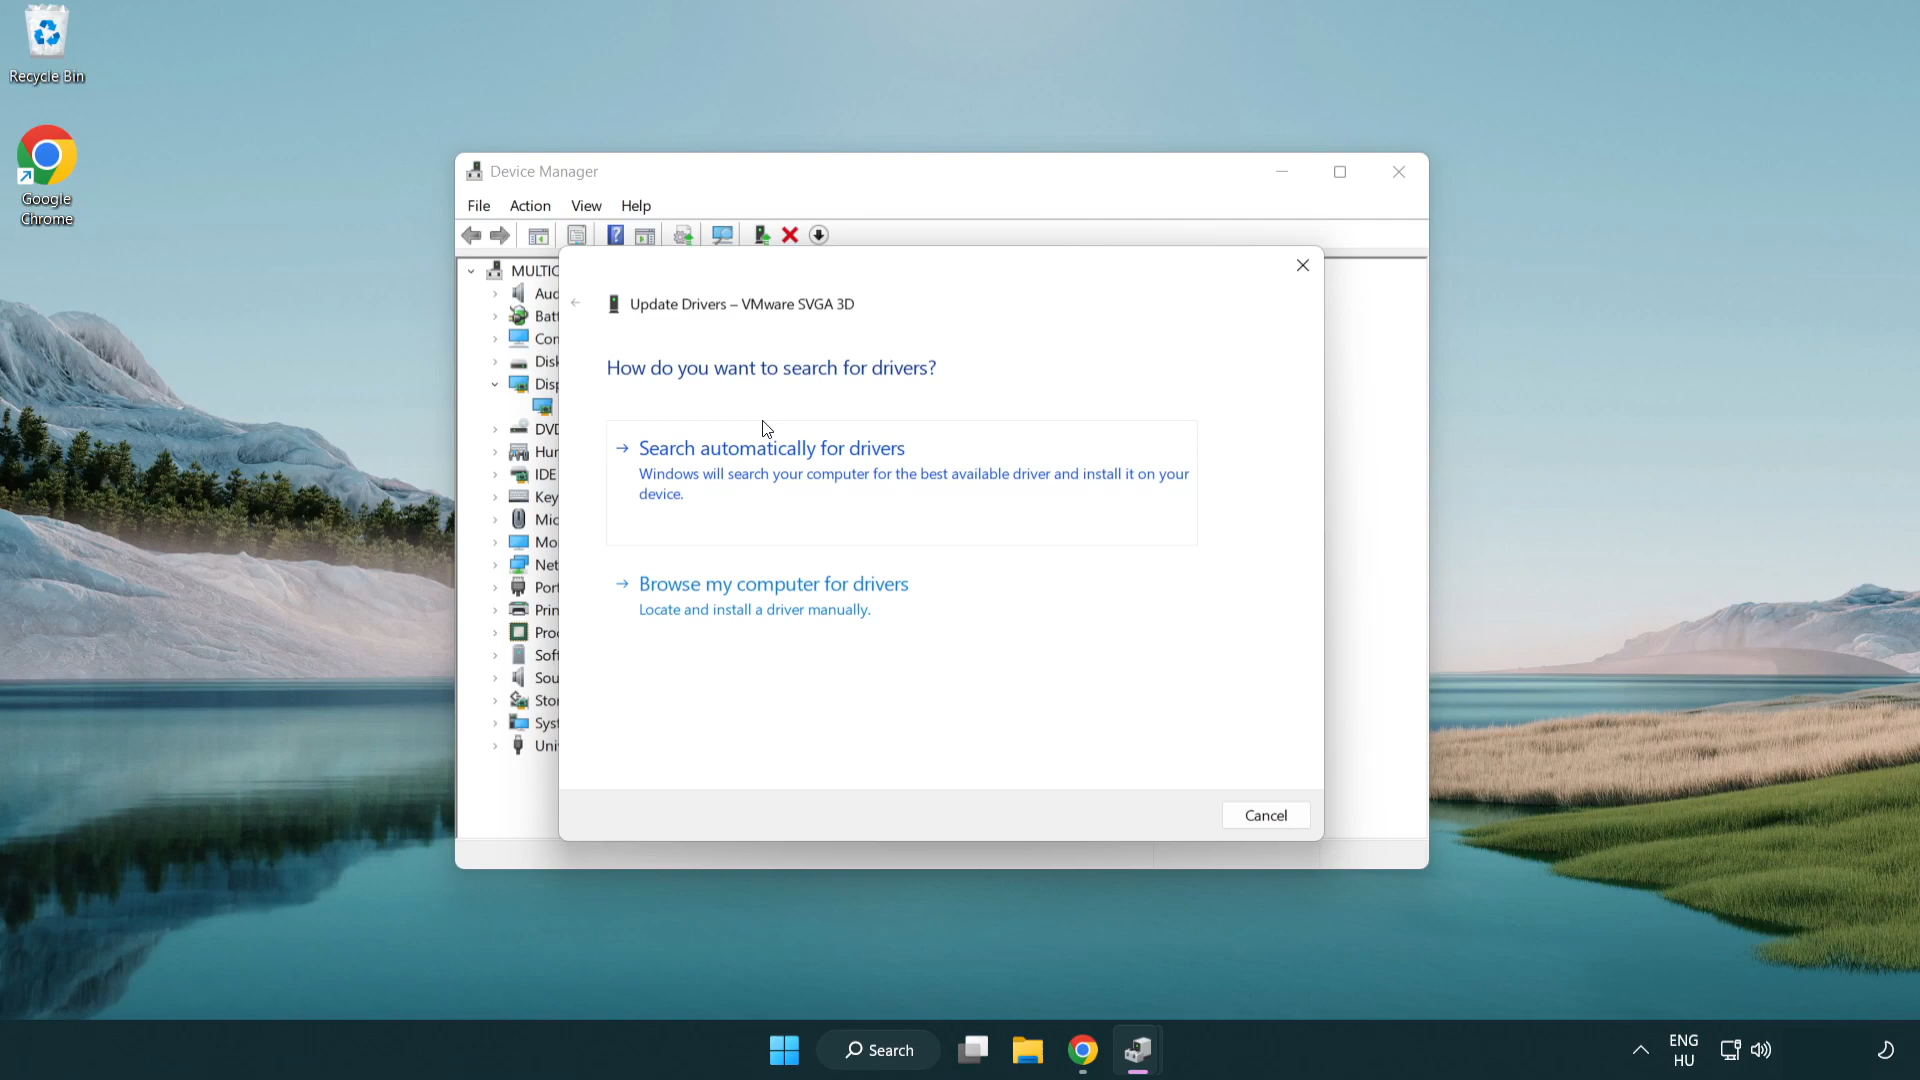 Recycle Bin
Google
Chrome
Device Manager
File Action View Help
MULTIC
Aud
Batt
Com
Disk
Disp
DVD
Hum
IDE
Key
Mic
Mo
Net
Port
Prin
Proc
Soft
Sou
Stor
Syst
Uni
Update Drivers – VMware SVGA 3D
How do you want to search for drivers?
Search automatically for drivers
Windows will search your computer for the best available driver and install it on your
device.
Browse my computer for drivers
Locate and install a driver manually.
Cancel
Search
ENG
HU